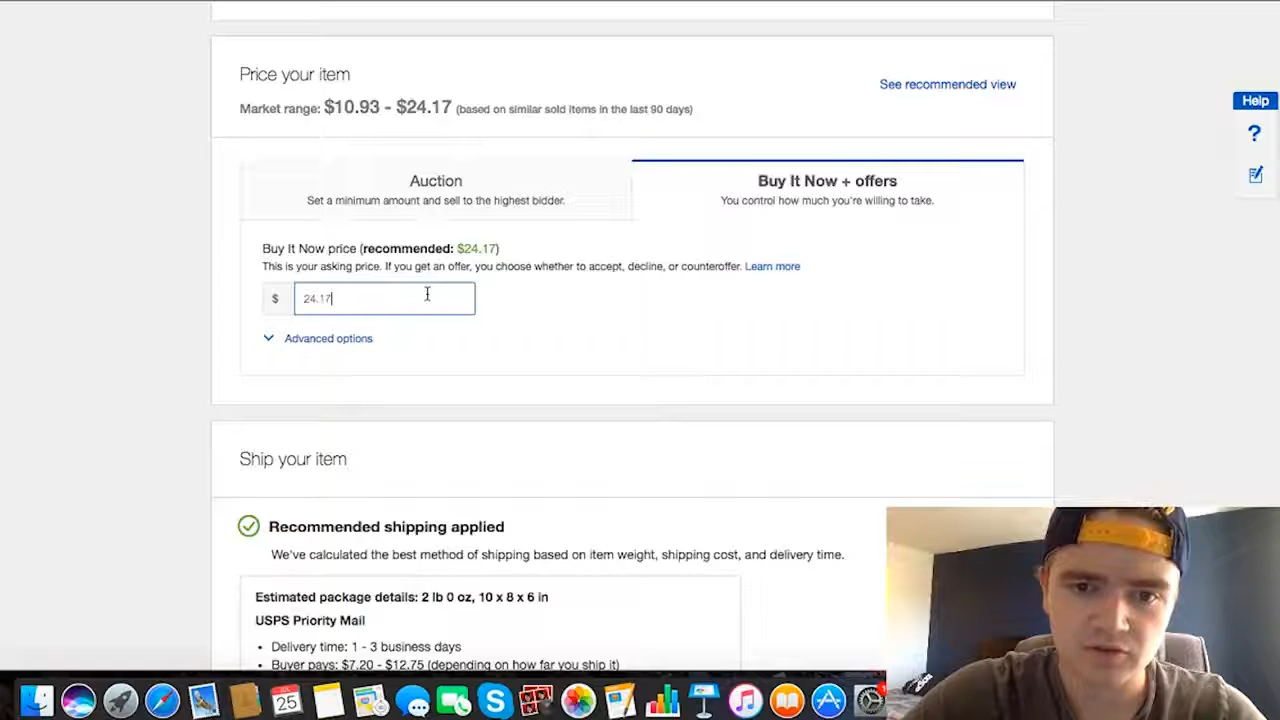 Price your item
See recommended view
Market range: $10.93 - $24.17 (based on similar sold items in the last 90 days)
Help
?
Auction
Set a minimum amount and sell to the highest bidder.
Buy It Now + offers
You control how much you're willing to take.
Buy It Now price (recommended: $24.17)
This is your asking price. If you get an offer, you choose whether to accept, decline, or counteroffer. Learn more
$ 24.17
Advanced options
Ship your item
Recommended shipping applied
We've calculated the best method of shipping based on item weight, shipping cost, and delivery time.
Estimated package details: 2 lb 0 oz, 10 x 8 x 6 in
USPS Priority Mail
• Delivery time: 1 - 3 business days
• Buyer pays: $7.20 - $12.75 (depending on how far you ship it)
JUL
25